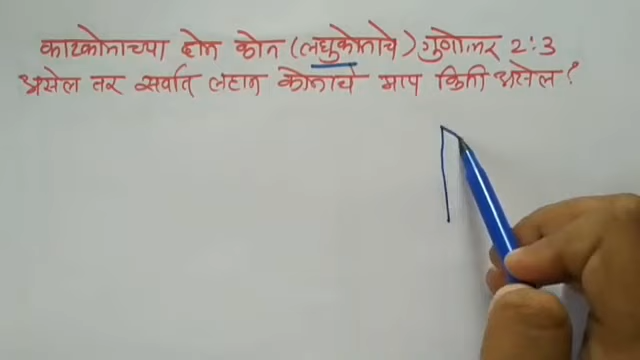 काटकोनाच्या दोन कोन (लघुकोनाचे) गुणोत्तर 2:3
असेल तर सर्वात लहान कोनाचे माप किती असेल?